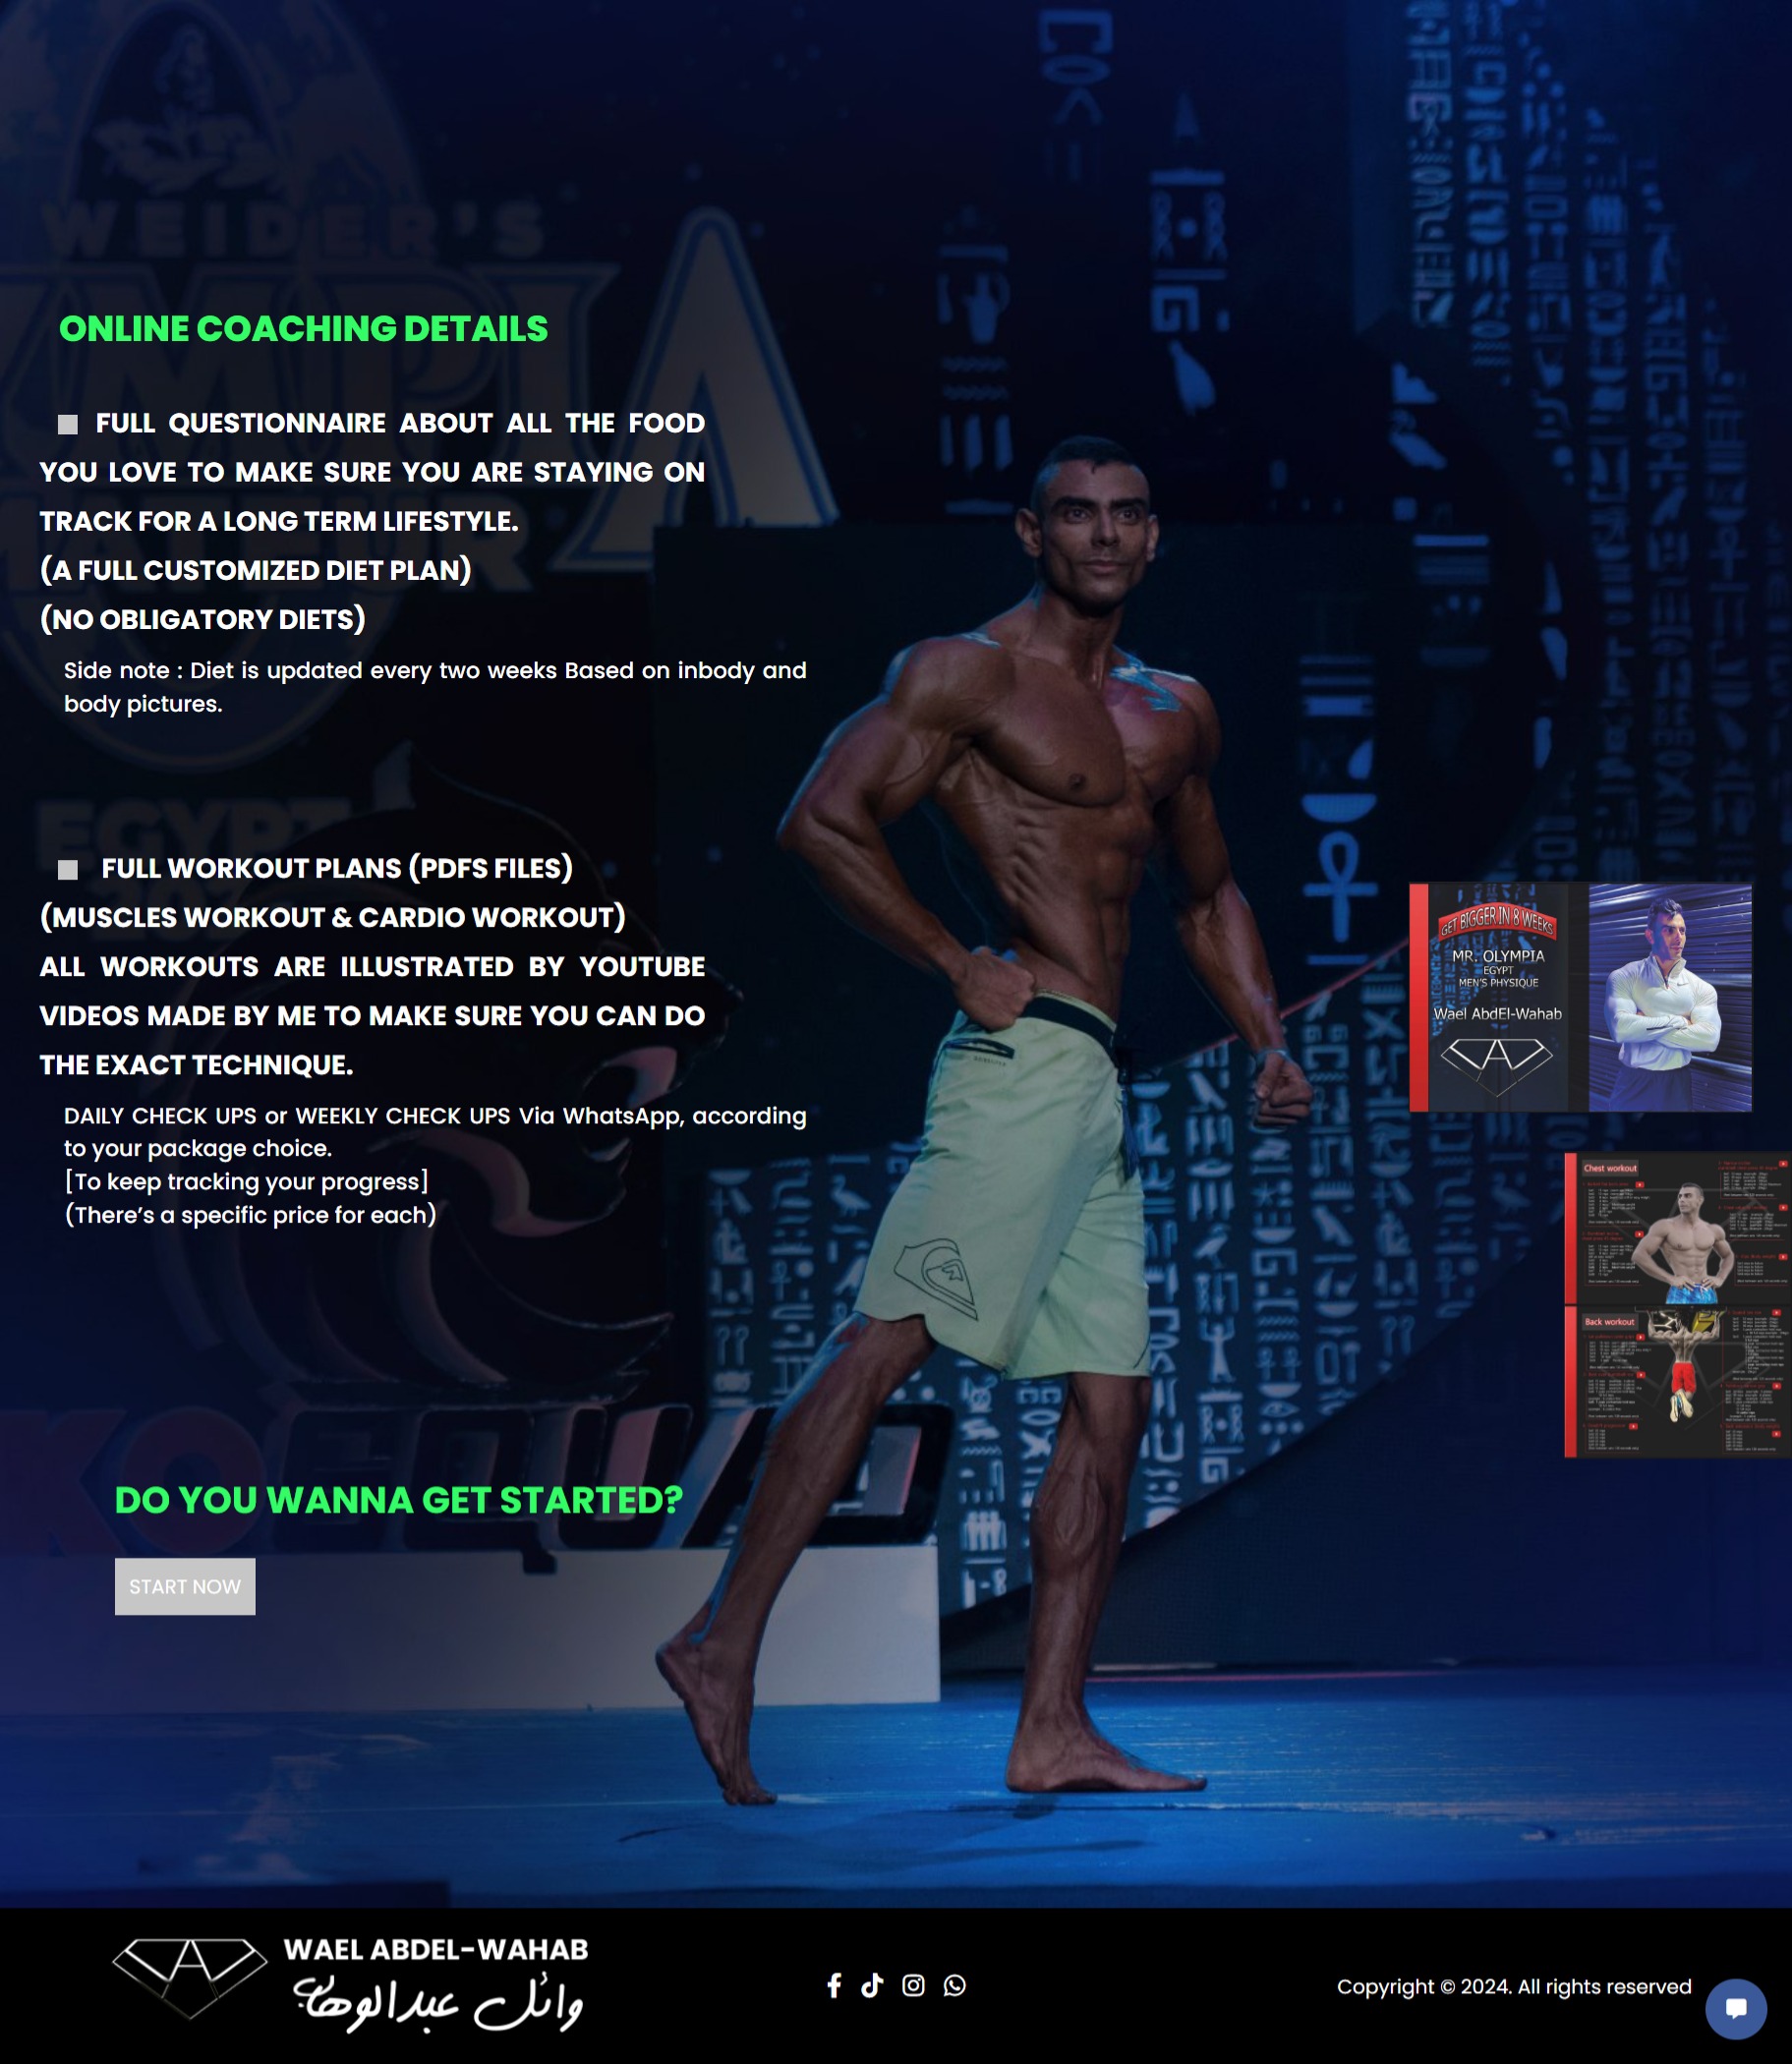 WEIDER'S
ONLINE COACHING DETAILS
FULL QUESTIONNAIRE ABOUT ALL THE FOOD
YOU LOVE TO MAKE SURE YOU ARE STAYING ON
TRACK FOR A LONG TERM LIFESTYLE.
(A FULL CUSTOMIZED DIET PLAN)
(NO OBLIGATORY DIETS)
Side note : Diet is updated every two weeks Based on inbody and
body pictures.
EGYPT
FULL WORKOUT PLANS (PDFS FILES)
(MUSCLES WORKOUT & CARDIO WORKOUT)
ALL WORKOUTS ARE ILLUSTRATED BY YOUTUBE
VIDEOS MADE BY ME TO MAKE SURE YOU CAN DO
THE EXACT TECHNIQUE.
DAILY CHECK UPS or WEEKLY CHECK UPS Via WhatsApp, according
to your package choice.
[To keep tracking your progress]
(There's a specific price for each)
GET BIGGER IN 8 WEEKS
MR. OLYMPIA
EGYPT
MEN'S PHYSIQUE
Wael AbdEl-Wahab
Chest workout
Back workout
DO YOU WANNA GET STARTED?
START NOW
WAEL ABDEL-WAHAB
وائل عبدالوهاب
Copyright © 2024. All rights reserved